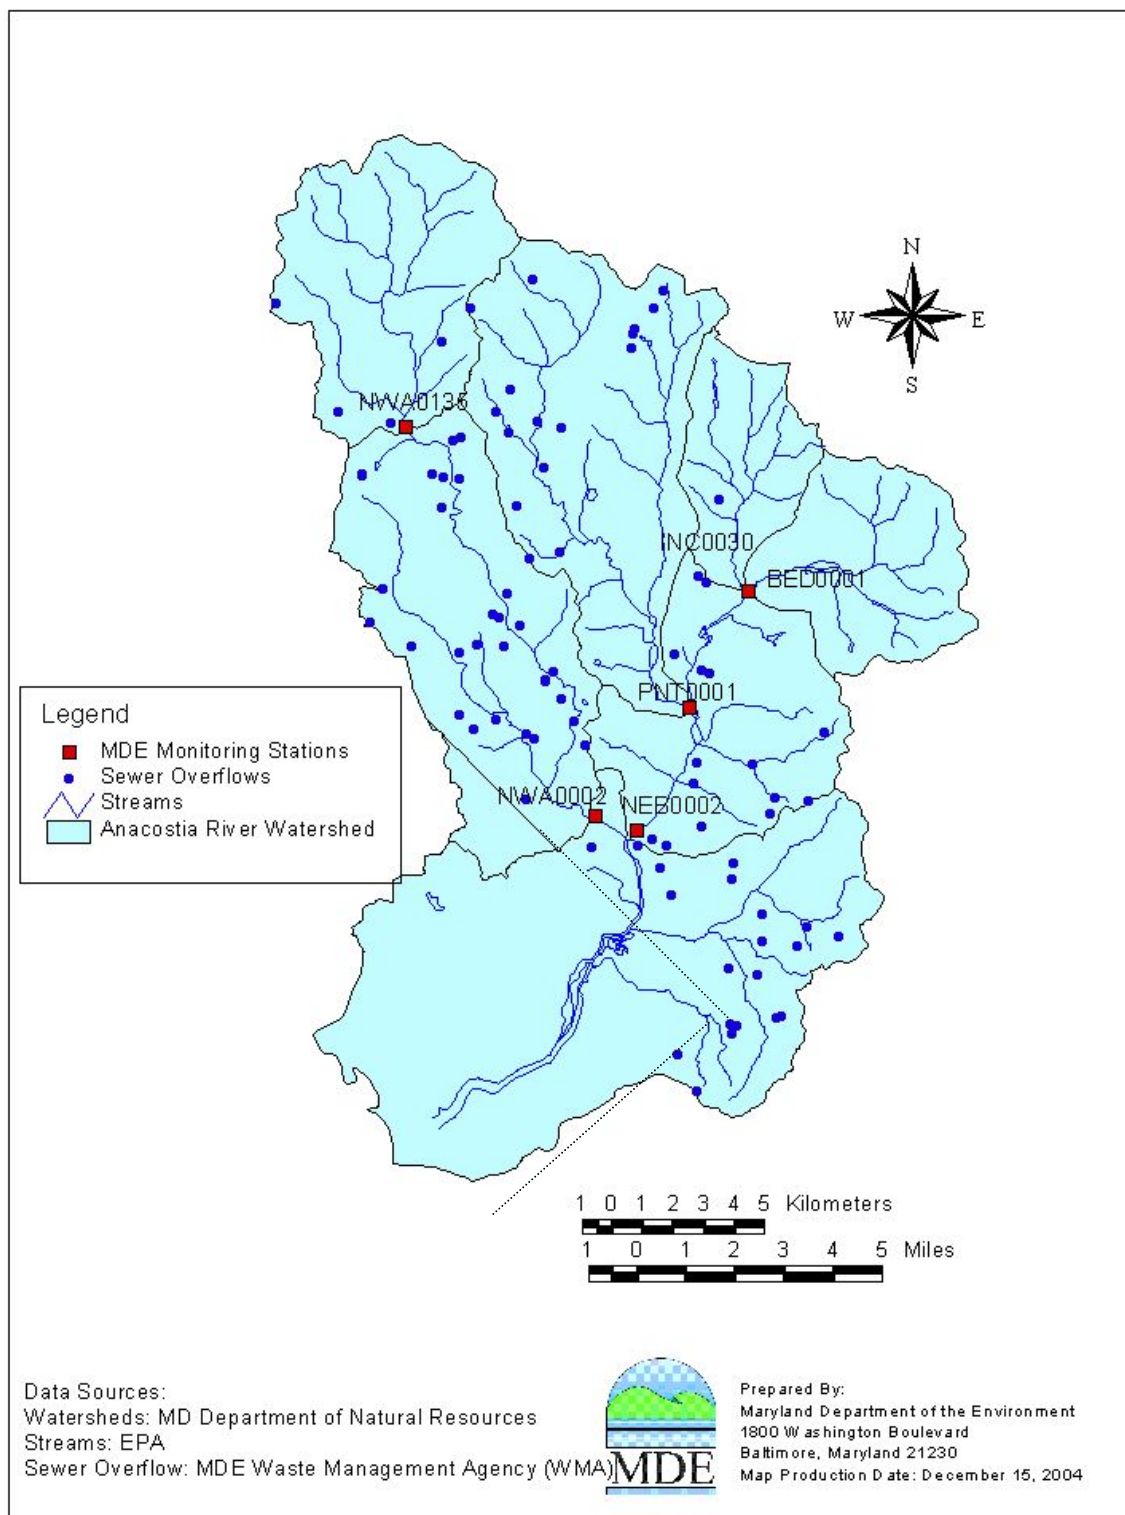 N
W E
S
NWA0135
INC0030
BED0001
PNT0001
NWA0002
NEB0002
Legend
MDE Monitoring Stations
Sewer Overflows
Streams
Anacostia River Watershed
1 0 1 2 3 4 5 Kilometers
1 0 1 2 3 4 5 Miles
Data Sources:
Watersheds: MD Department of Natural Resources
Streams: EPA
Sewer Overflow: MDE Waste Management Agency (WMA)
MDE
Prepared By:
Maryland Department of the Environment
1800 Washington Boulevard
Baltimore, Maryland 21230
Map Production Date: December 15, 2004